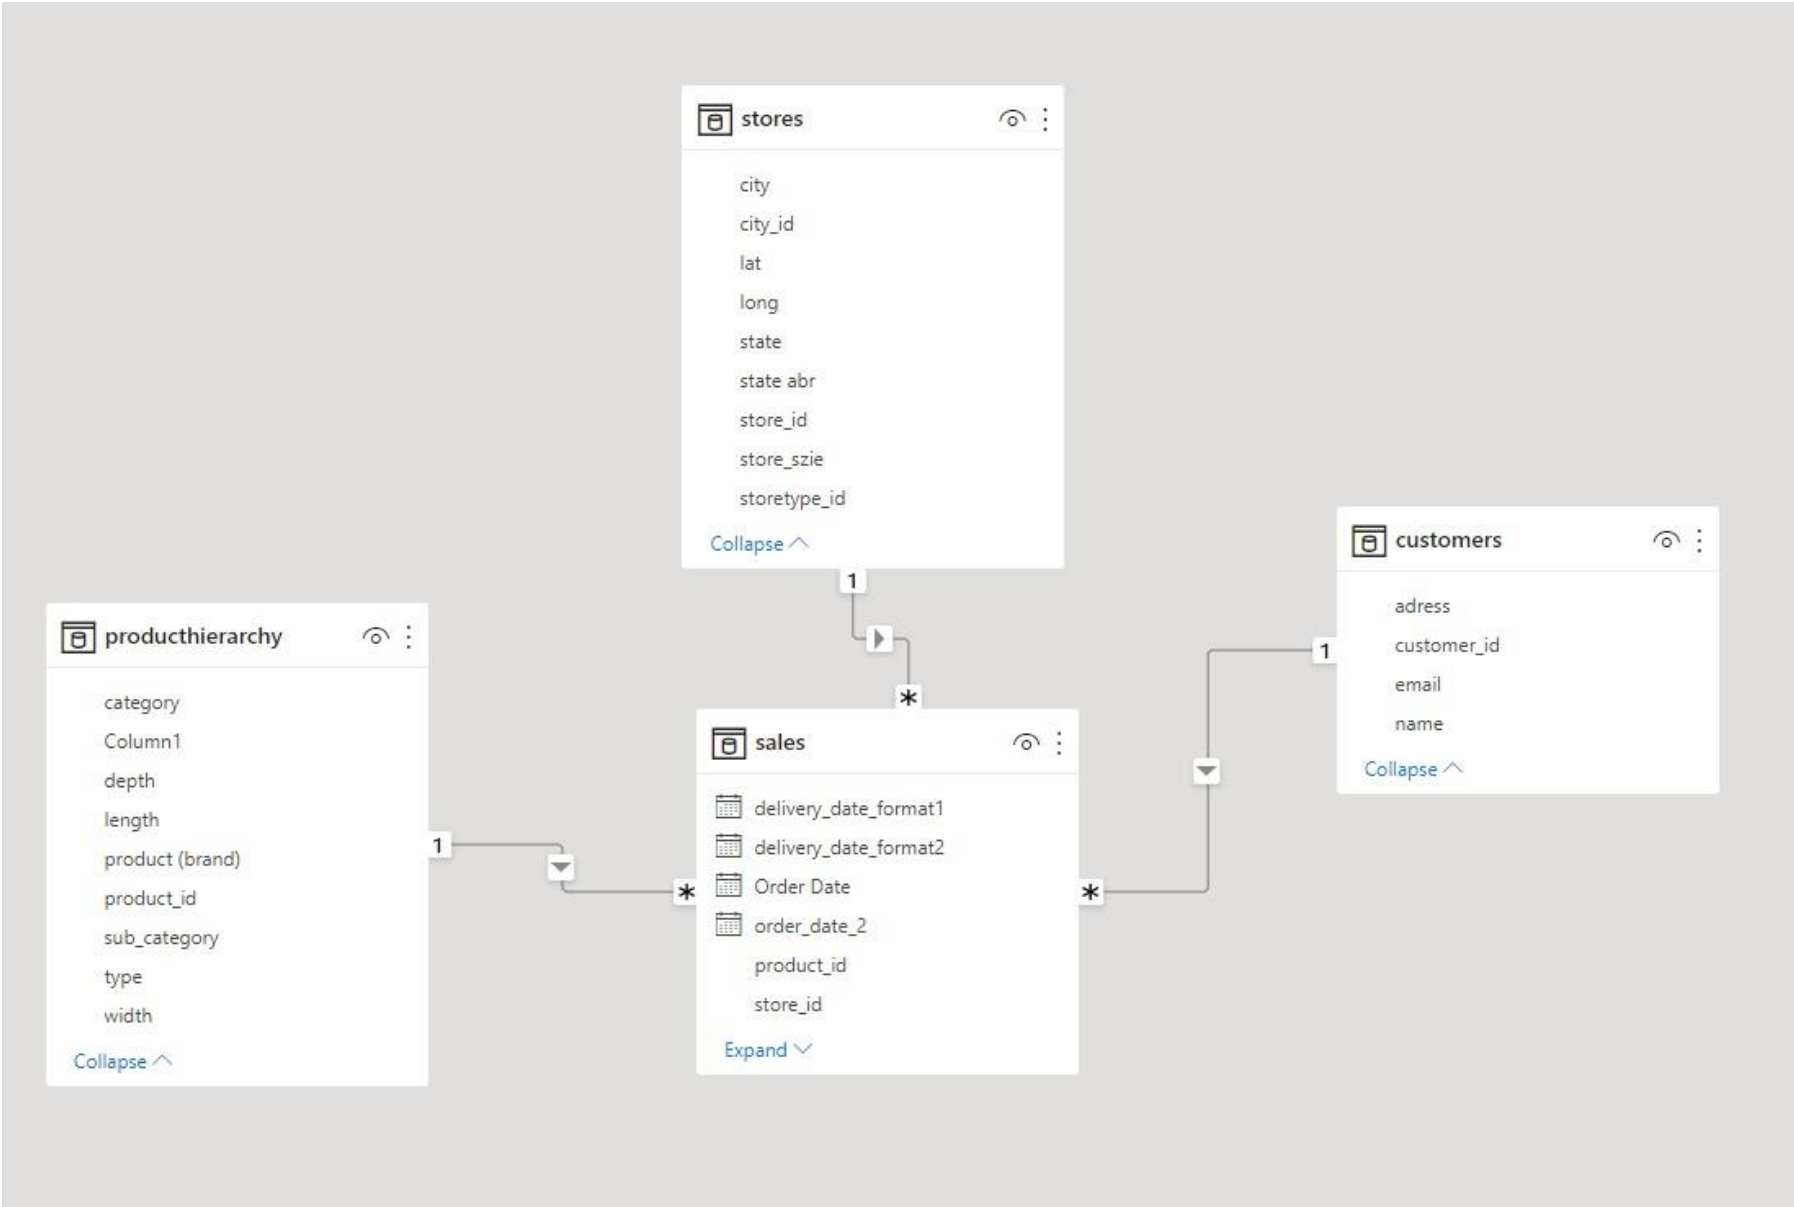 stores
city
city_id
lat
long
state
state abr
store_id
store_szie
storetype_id
Collapse
1
*
producthierarchy
category
Column1
depth
length
product (brand)
product_id
sub_category
type
width
Collapse
1
*
sales
delivery_date_format1
delivery_date_format2
Order Date
order_date_2
product_id
store_id
Expand
*
1
customers
adress
customer_id
email
name
Collapse